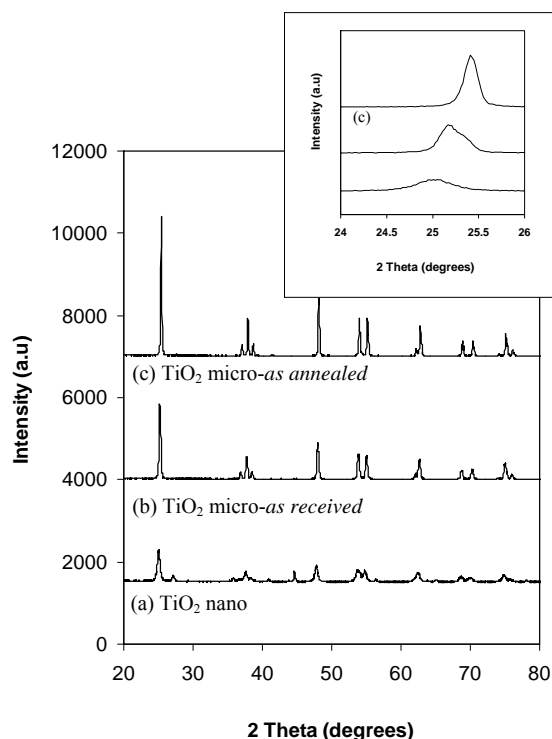 Intensity (a.u)
(c)
24 24.5 25 25.5 26
2 Theta (degrees)
12000
10000
8000
(c) TiO₂ micro-as annealed
6000
4000
(b) TiO₂ micro-as received
2000
(a) TiO₂ nano
0
Intensity (a.u)
20 30 40 50 60 70 80
2 Theta (degrees)